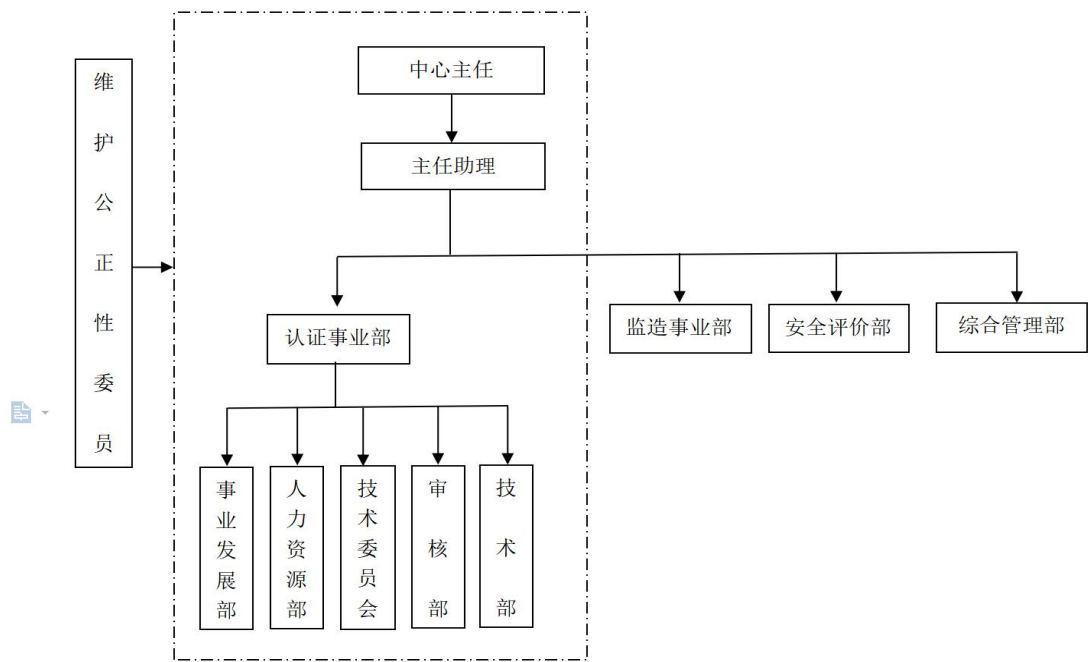 维护公正性委员
中心主任
主任助理
认证事业部
监造事业部
安全评价部
综合管理部
事业发展部
人力资源部
技术委员会
审核部
技术部